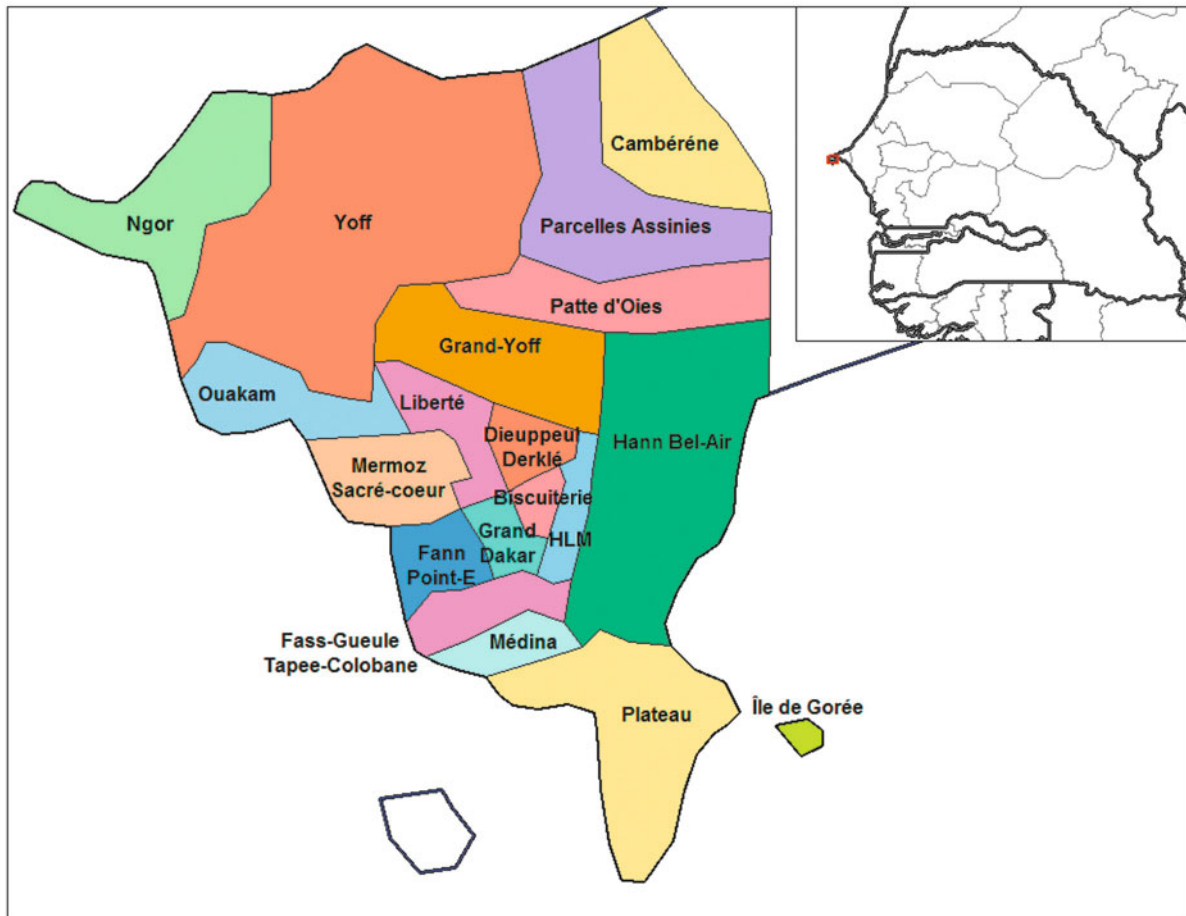 Cambéréne
Ngor
Yoff
Parcelles Assinies
Patte d'Oies
Grand-Yoff
Ouakam
Liberté
Hann Bel-Air
Dieuppeul
Derklé
Mermoz
Sacré-coeur
Biscuiterie
Grand
Dakar
HLM
Fann
Point-E
Fass-Gueule
Tapee-Colobane
Médina
Plateau
Île de Gorée